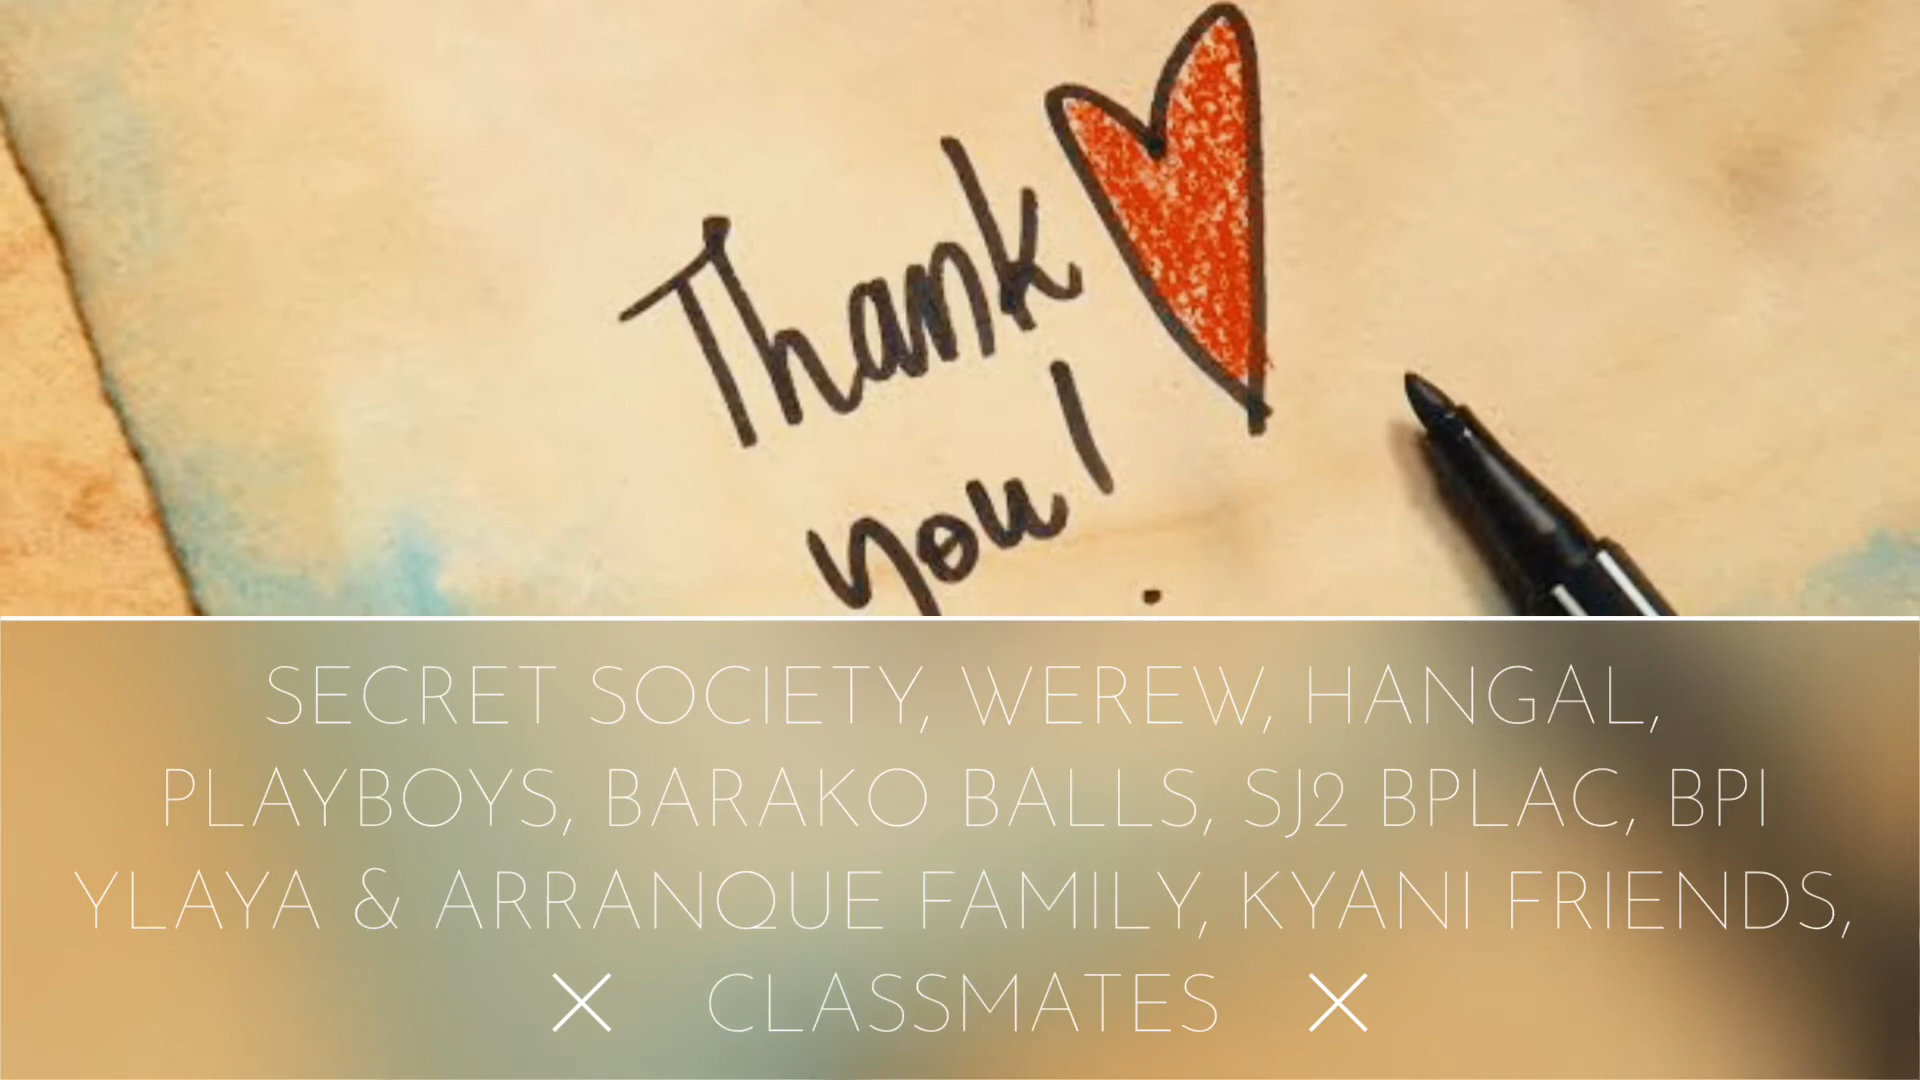 Thank
you!
SECRET SOCIETY, WEREW, HANGAL,
PLAYBOYS, BARAKO BALLS, SJ2 BPLAC, BPI
YLAYA & ARRANQUE FAMILY, KYANI FRIENDS,
CLASSMATES